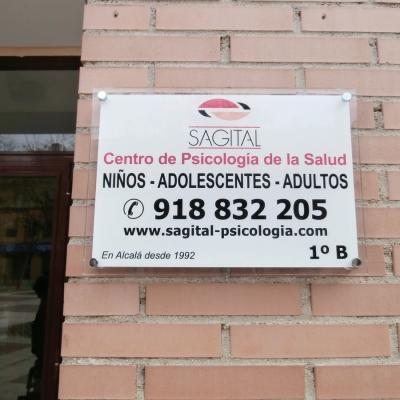 SAGITAL
Centro de Psicología de la Salud
NIÑOS - ADOLESCENTES - ADULTOS
✆ 918 832 205
www.sagital-psicologia.com
En Alcalá desde 1992 1º B